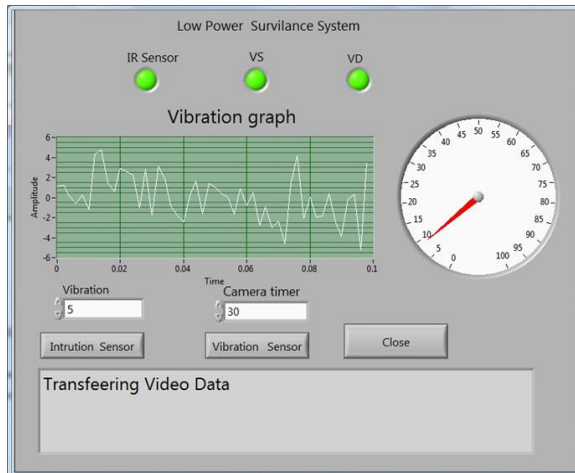 Low Power Survilance System
IR Sensor VS VD
Vibration graph
6
4
2
0
-2
-4
-6
Amplitude
0 0.02 0.04 0.06 0.08 0.1
Time
0 5 10 15 20 25 30 35 40 45 50 55 60 65 70 75 80 85 90 95 100
Vibration
5
Camera timer
30
Intrution Sensor
Vibration Sensor
Close
Transfeering Video Data